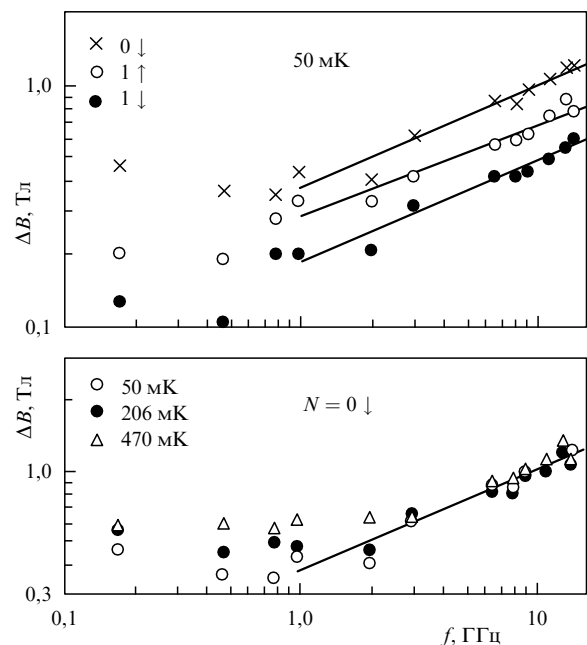 × 0 ↓
○ 1 ↑
● 1 ↓
50 мК
1,0
0,1
ΔB, Тл
○ 50 мК
● 206 мК
△ 470 мК
N = 0 ↓
1,0
0,3
ΔB, Тл
0,1 1,0 10
f, ГГц